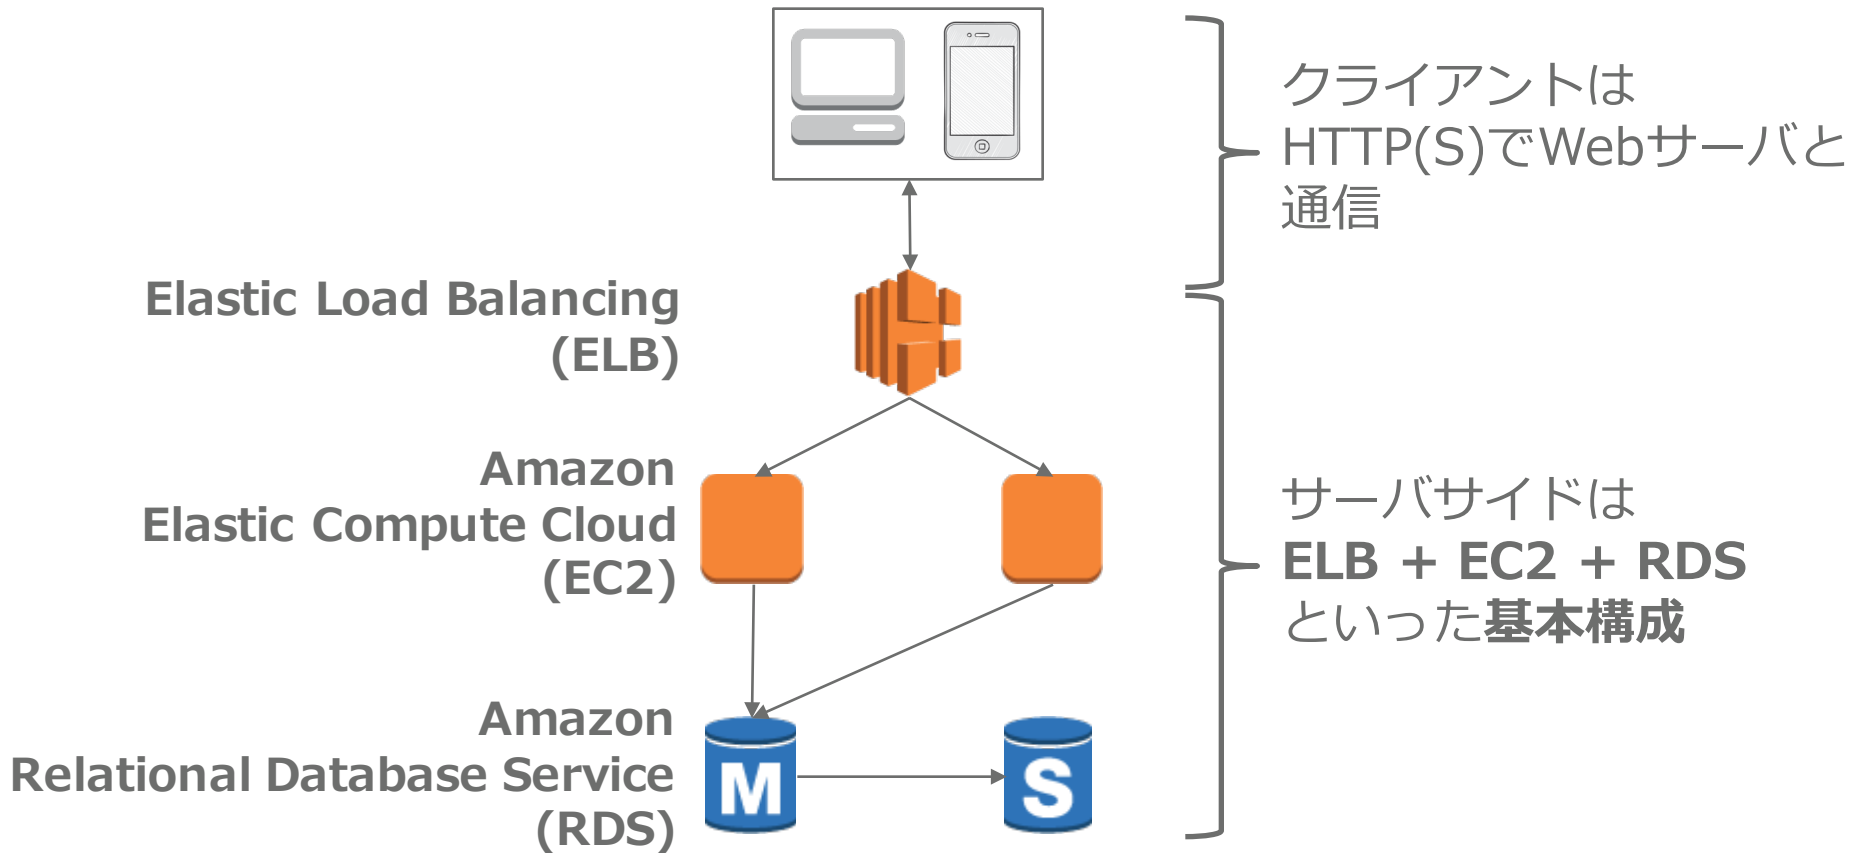 クライアントは
HTTP(S)でWebサーバと
通信
Elastic Load Balancing
(ELB)
Amazon
Elastic Compute Cloud
(EC2)
サーバサイドは
ELB + EC2 + RDS
といった基本構成
Amazon
Relational Database Service
(RDS)
M
S